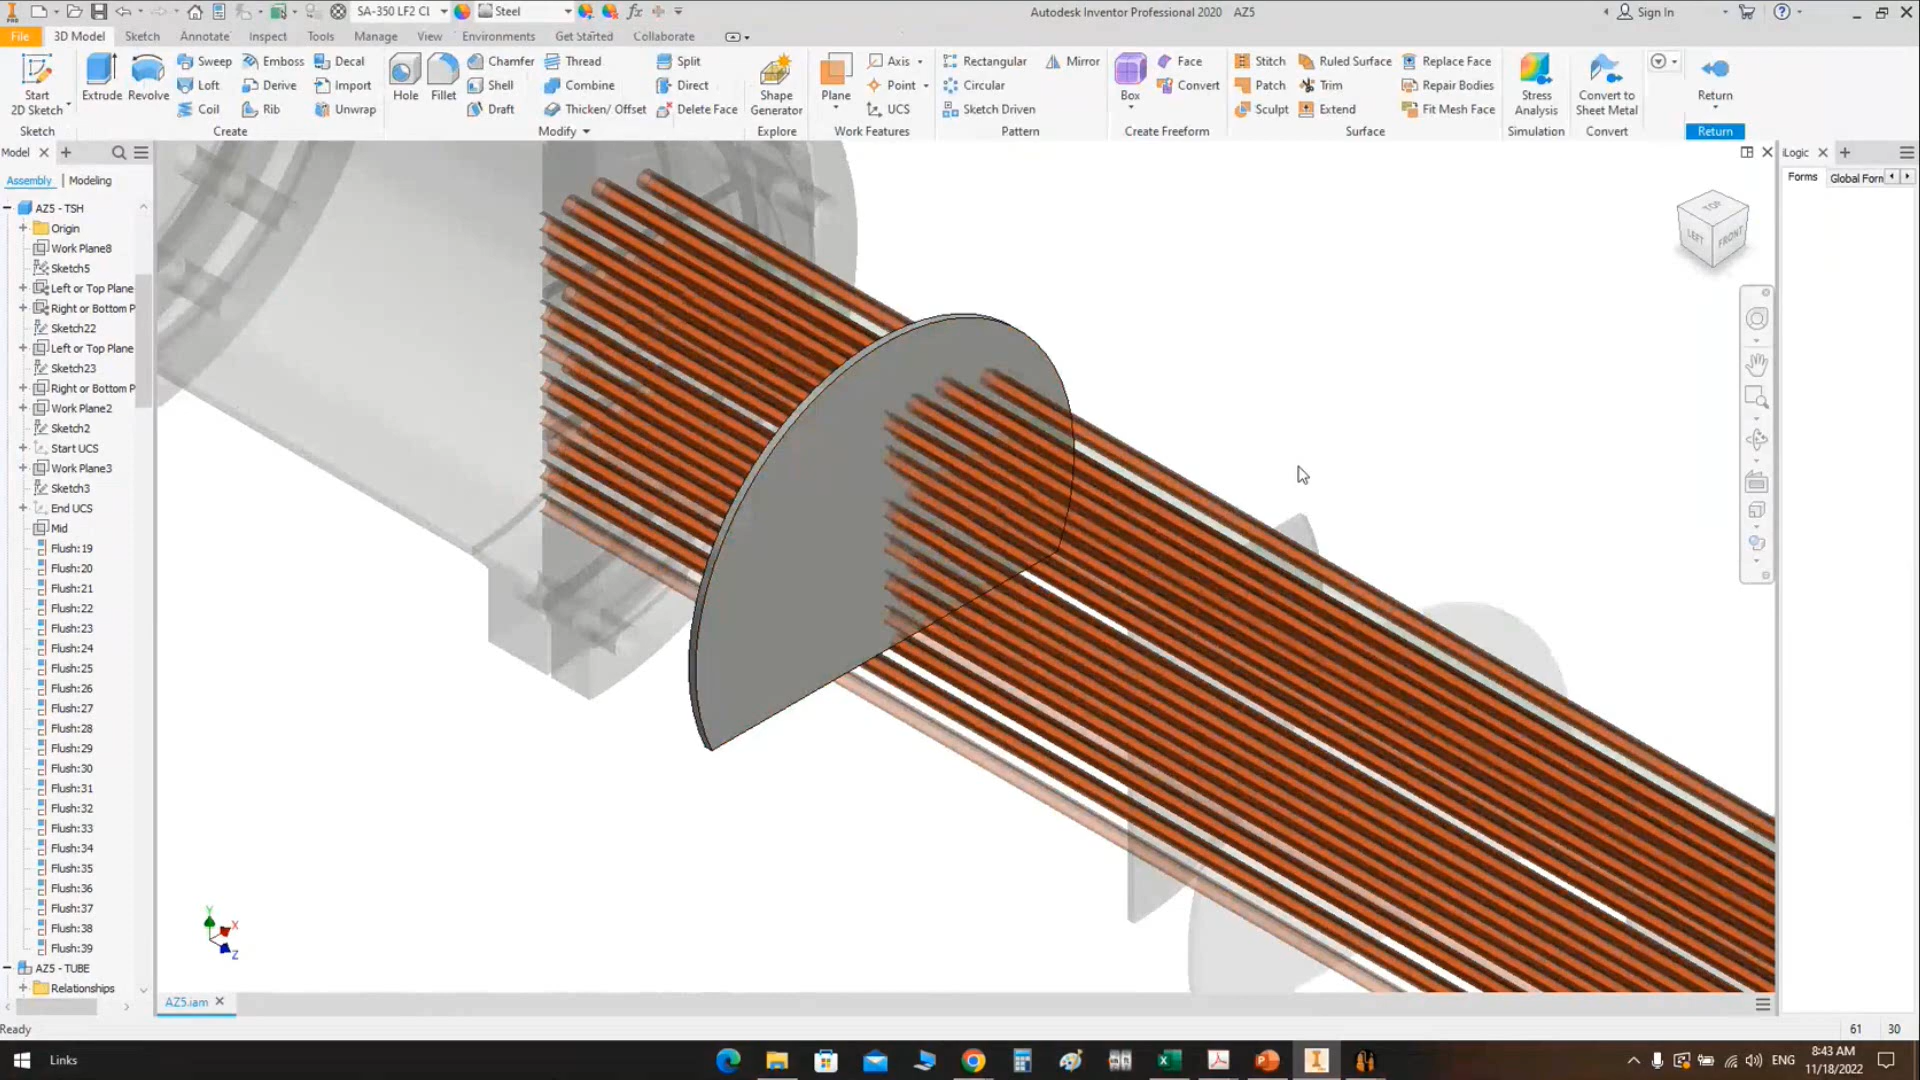 SA-350 LF2 Cl
Steel
fx
Autodesk Inventor Professional 2020 AZ5
Sign In
File
3D Model
Sketch
Annotate
Inspect
Tools
Manage
View
Environments
Get Started
Collaborate
Start
2D Sketch
Sketch
Extrude
Revolve
Sweep
Loft
Coil
Emboss
Derive
Rib
Decal
Import
Unwrap
Create
Hole
Fillet
Chamfer
Shell
Draft
Thread
Combine
Thicken/ Offset
Split
Direct
Delete Face
Modify
Shape
Generator
Explore
Plane
Axis
Point
UCS
Work Features
Rectangular
Circular
Sketch Driven
Mirror
Pattern
Box
Face
Convert
Create Freeform
Stitch
Patch
Sculpt
Ruled Surface
Trim
Extend
Replace Face
Repair Bodies
Fit Mesh Face
Surface
Stress
Analysis
Simulation
Convert to
Sheet Metal
Convert
Return
Return
Model
Assembly
Modeling
AZ5 - TSH
Origin
Work Plane8
Sketch5
Left or Top Plane
Right or Bottom P
Sketch22
Left or Top Plane
Sketch23
Right or Bottom P
Work Plane2
Sketch2
Start UCS
Work Plane3
Sketch3
End UCS
Mid
Flush:19
Flush:20
Flush:21
Flush:22
Flush:23
Flush:24
Flush:25
Flush:26
Flush:27
Flush:28
Flush:29
Flush:30
Flush:31
Flush:32
Flush:33
Flush:34
Flush:35
Flush:36
Flush:37
Flush:38
Flush:39
AZ5 - TUBE
Relationships
TOP
LEFT
FRONT
iLogic
Forms
Global Forn
Y
X
Z
AZ5.iam
Ready
61
30
Links
ENG
8:43 AM
11/18/2022